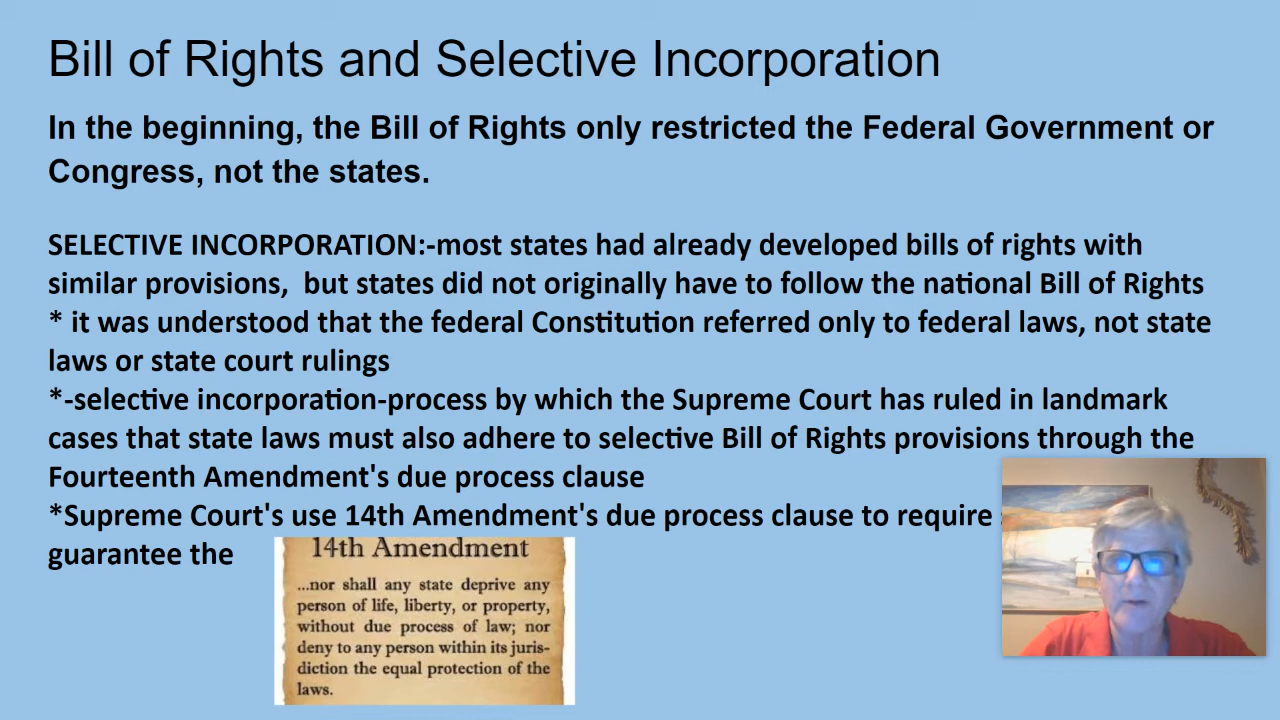 Bill of Rights and Selective Incorporation
In the beginning, the Bill of Rights only restricted the Federal Government or
Congress, not the states.
SELECTIVE INCORPORATION:-most states had already developed bills of rights with
similar provisions,  but states did not originally have to follow the national Bill of Rights
* it was understood that the federal Constitution referred only to federal laws, not state
laws or state court rulings
*-selective incorporation-process by which the Supreme Court has ruled in landmark
cases that state laws must also adhere to selective Bill of Rights provisions through the
Fourteenth Amendment's due process clause
*Supreme Court's use 14th Amendment's due process clause to require
guarantee the
14th Amendment
...nor shall any state deprive any
person of life, liberty, or property,
without due process of law; nor
deny to any person within its juris-
diction the equal protection of the
laws.